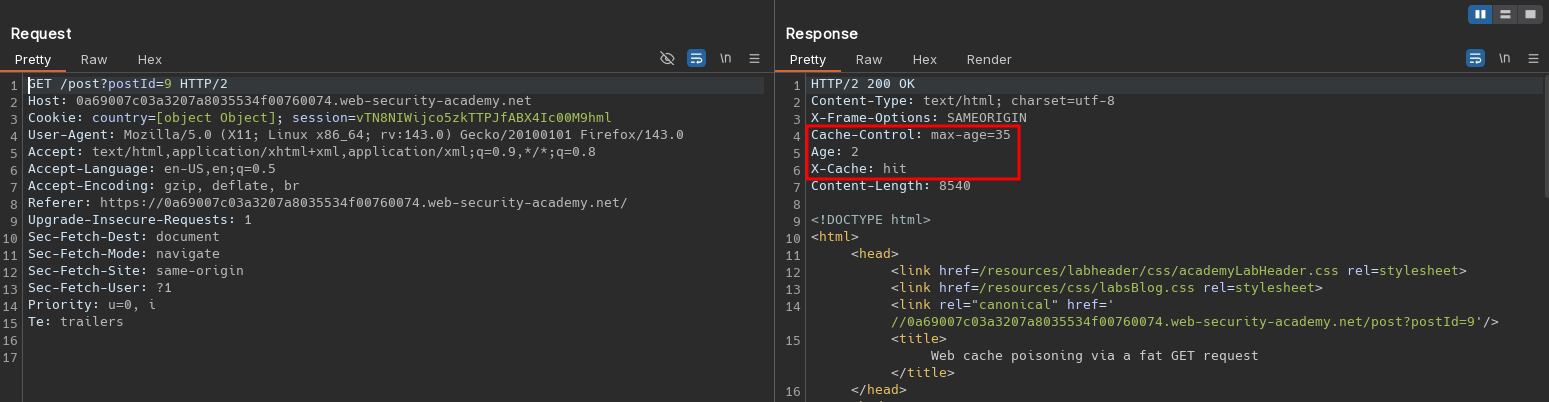 Request
Pretty Raw Hex \n
1 GET /post?postId=9 HTTP/2
2 Host: 0a69007c03a3207a8035534f00760074.web-security-academy.net
3 Cookie: country=[object Object]; session=vTN8NIWijco5zkTTPJfABX4Ic00M9hml
4 User-Agent: Mozilla/5.0 (X11; Linux x86_64; rv:143.0) Gecko/20100101 Firefox/143.0
5 Accept: text/html,application/xhtml+xml,application/xml;q=0.9,*/*;q=0.8
6 Accept-Language: en-US,en;q=0.5
7 Accept-Encoding: gzip, deflate, br
8 Referer: https://0a69007c03a3207a8035534f00760074.web-security-academy.net/
9 Upgrade-Insecure-Requests: 1
10 Sec-Fetch-Dest: document
11 Sec-Fetch-Mode: navigate
12 Sec-Fetch-Site: same-origin
13 Sec-Fetch-User: ?1
14 Priority: u=0, i
15 Te: trailers
16
17
Response
Pretty Raw Hex Render \n
1 HTTP/2 200 OK
2 Content-Type: text/html; charset=utf-8
3 X-Frame-Options: SAMEORIGIN
4 Cache-Control: max-age=35
5 Age: 2
6 X-Cache: hit
7 Content-Length: 8540
8
9 <!DOCTYPE html>
10 <html>
11 <head>
12 <link href=/resources/labheader/css/academyLabHeader.css rel=stylesheet>
13 <link href=/resources/css/labsBlog.css rel=stylesheet>
14 <link rel="canonical" href='
//0a69007c03a3207a8035534f00760074.web-security-academy.net/post?postId=9'/>
15 <title>
Web cache poisoning via a fat GET request
</title>
16 </head>